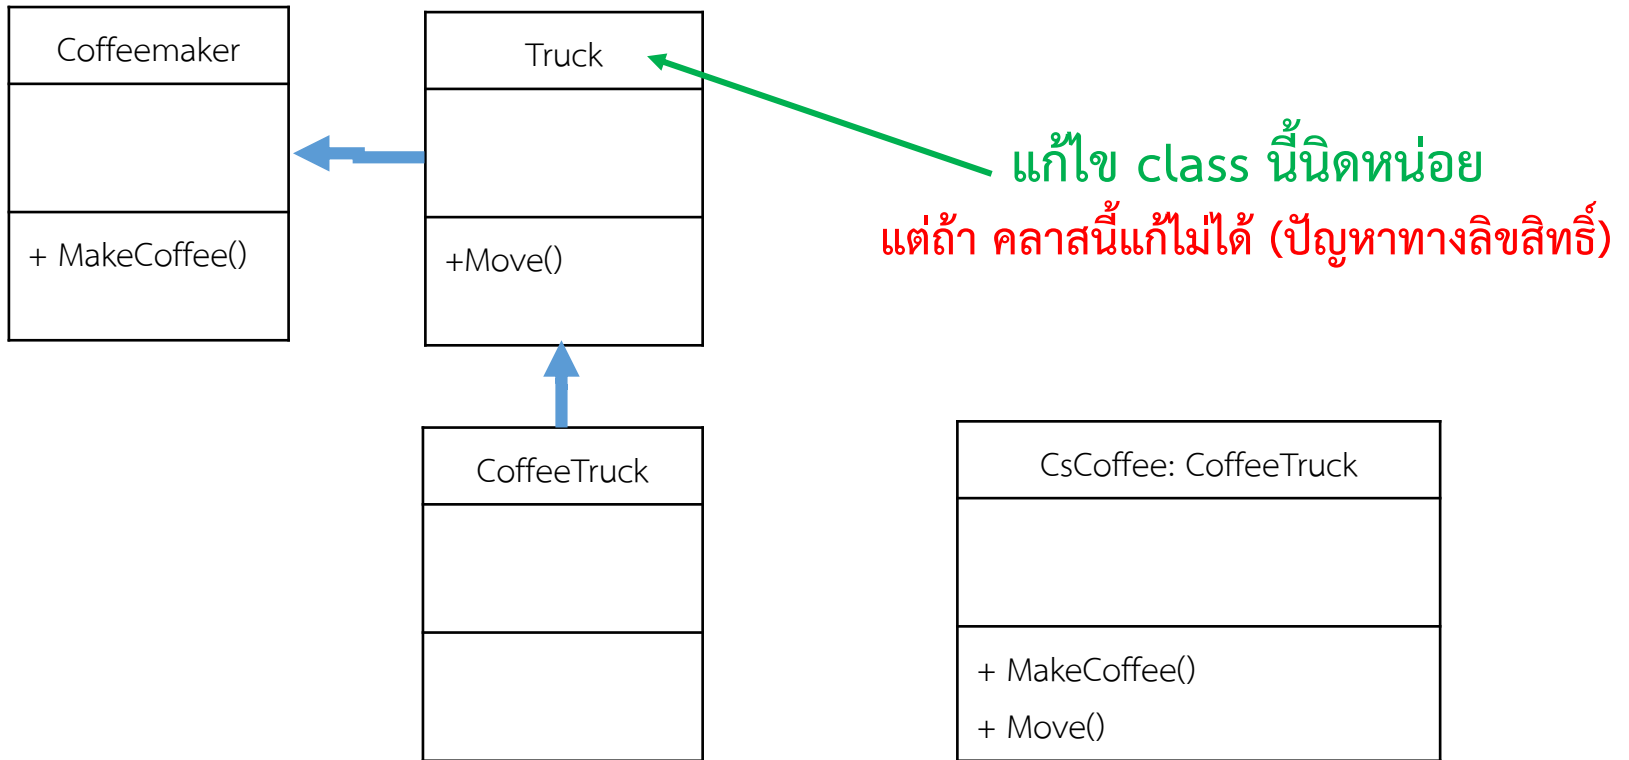 Coffeemaker
+ MakeCoffee()
Truck
+Move()
แก้ไข class นี้นิดหน่อย
แต่ถ้า คลาสนี้แก้ไม่ได้ (ปัญหาทางลิขสิทธิ์)
CoffeeTruck
CsCoffee: CoffeeTruck
+ MakeCoffee()
+ Move()